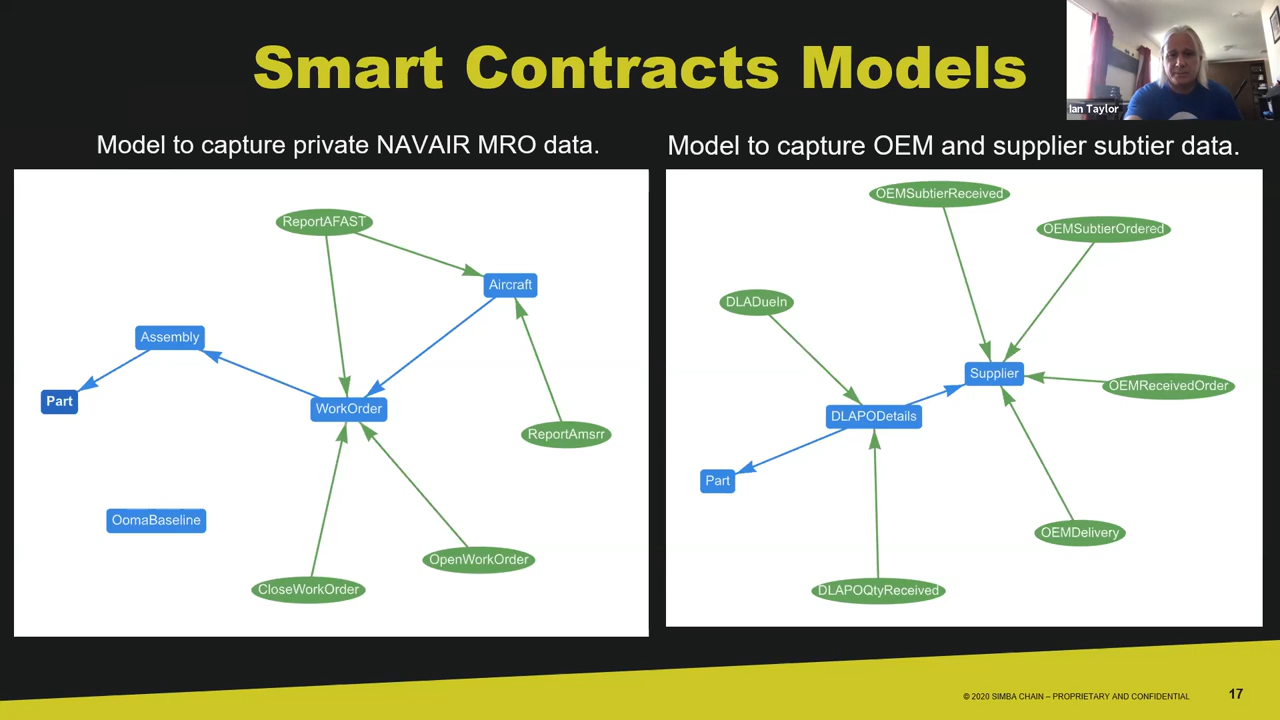 Smart Contracts Models
Ian Taylor
Model to capture private NAVAIR MRO data.
ReportAFAST
Aircraft
Assembly
Part
WorkOrder
ReportAmsrr
OomaBaseline
OpenWorkOrder
CloseWorkOrder
Model to capture OEM and supplier subtier data.
OEMSubtierReceived
OEMSubtierOrdered
DLADueIn
Supplier
OEMReceivedOrder
DLAPODetails
Part
OEMDelivery
DLAPOQtyReceived
© 2020 SIMBA CHAIN – PROPRIETARY AND CONFIDENTIAL
17